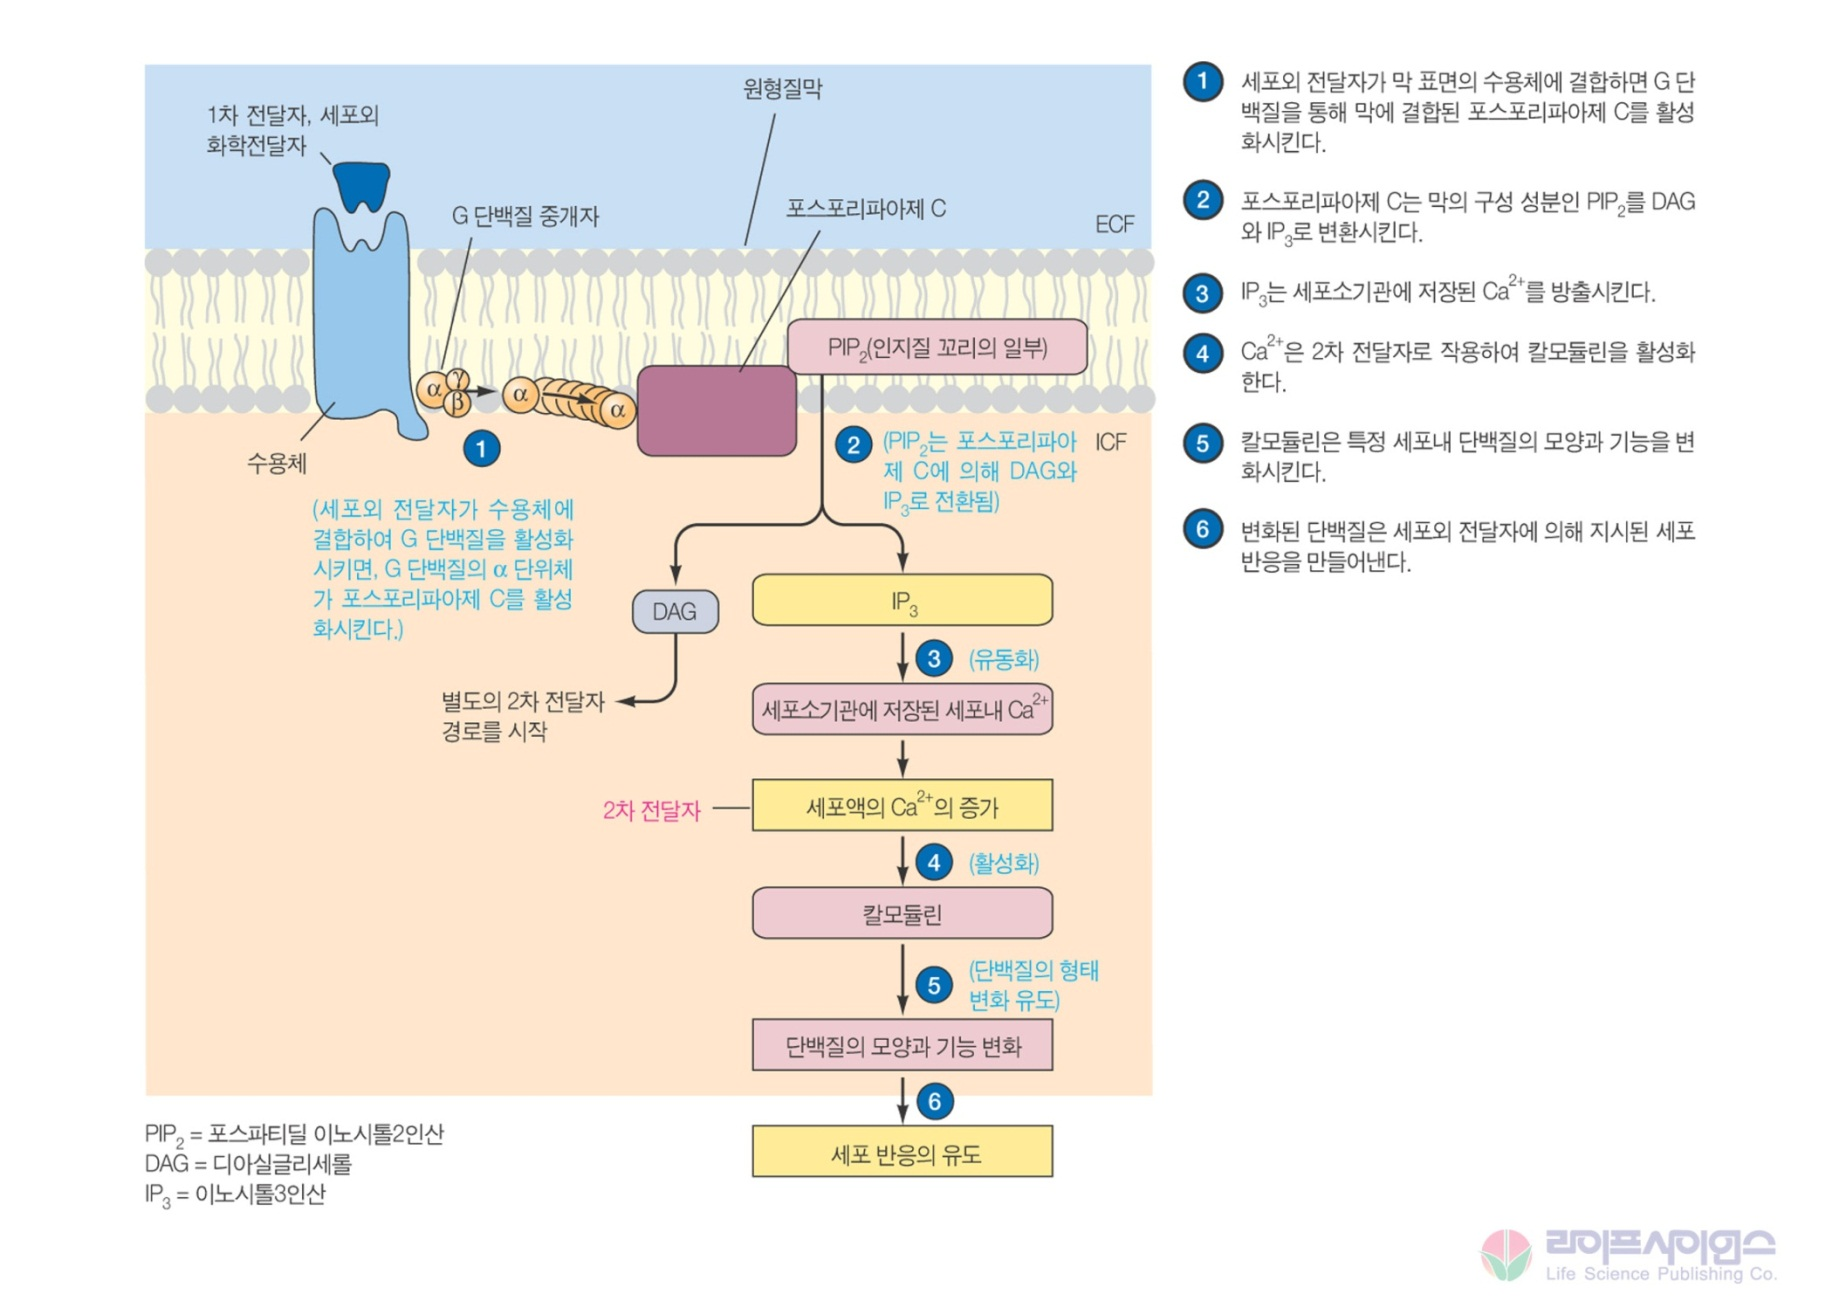 1차 전달자, 세포외
화학전달자
원형질막
G 단백질 중개자
포스포리파아제 C
ECF
PIP₂(인지질 꼬리의 일부)
α
γ
β
α
α
수용체
1
2
(PIP₂는 포스포리파아
제 C에 의해 DAG와
IP₃로 전환됨)
ICF
(세포외 전달자가 수용체에
결합하여 G 단백질을 활성화
시키면, G 단백질의 α 단위체
가 포스포리파아제 C를 활성
화시킨다.)
DAG
IP₃
3 (유동화)
별도의 2차 전달자
경로를 시작
세포소기관에 저장된 세포내 Ca²⁺
2차 전달자
세포액의 Ca²⁺의 증가
4 (활성화)
칼모듈린
5 (단백질의 형태
변화 유도)
단백질의 모양과 기능 변화
6
세포 반응의 유도
PIP₂ = 포스파티딜 이노시톨2인산
DAG = 디아실글리세롤
IP₃ = 이노시톨3인산
1 세포외 전달자가 막 표면의 수용체에 결합하면 G 단
백질을 통해 막에 결합된 포스포리파아제 C를 활성
화시킨다.
2 포스포리파아제 C는 막의 구성 성분인 PIP₂를 DAG
와 IP₃로 변환시킨다.
3 IP₃는 세포소기관에 저장된 Ca²⁺를 방출시킨다.
4 Ca²⁺은 2차 전달자로 작용하여 칼모듈린을 활성화
한다.
5 칼모듈린은 특정 세포내 단백질의 모양과 기능을 변
화시킨다.
6 변화된 단백질은 세포외 전달자에 의해 지시된 세포
반응을 만들어낸다.
라이프사이언스
Life Science Publishing Co.